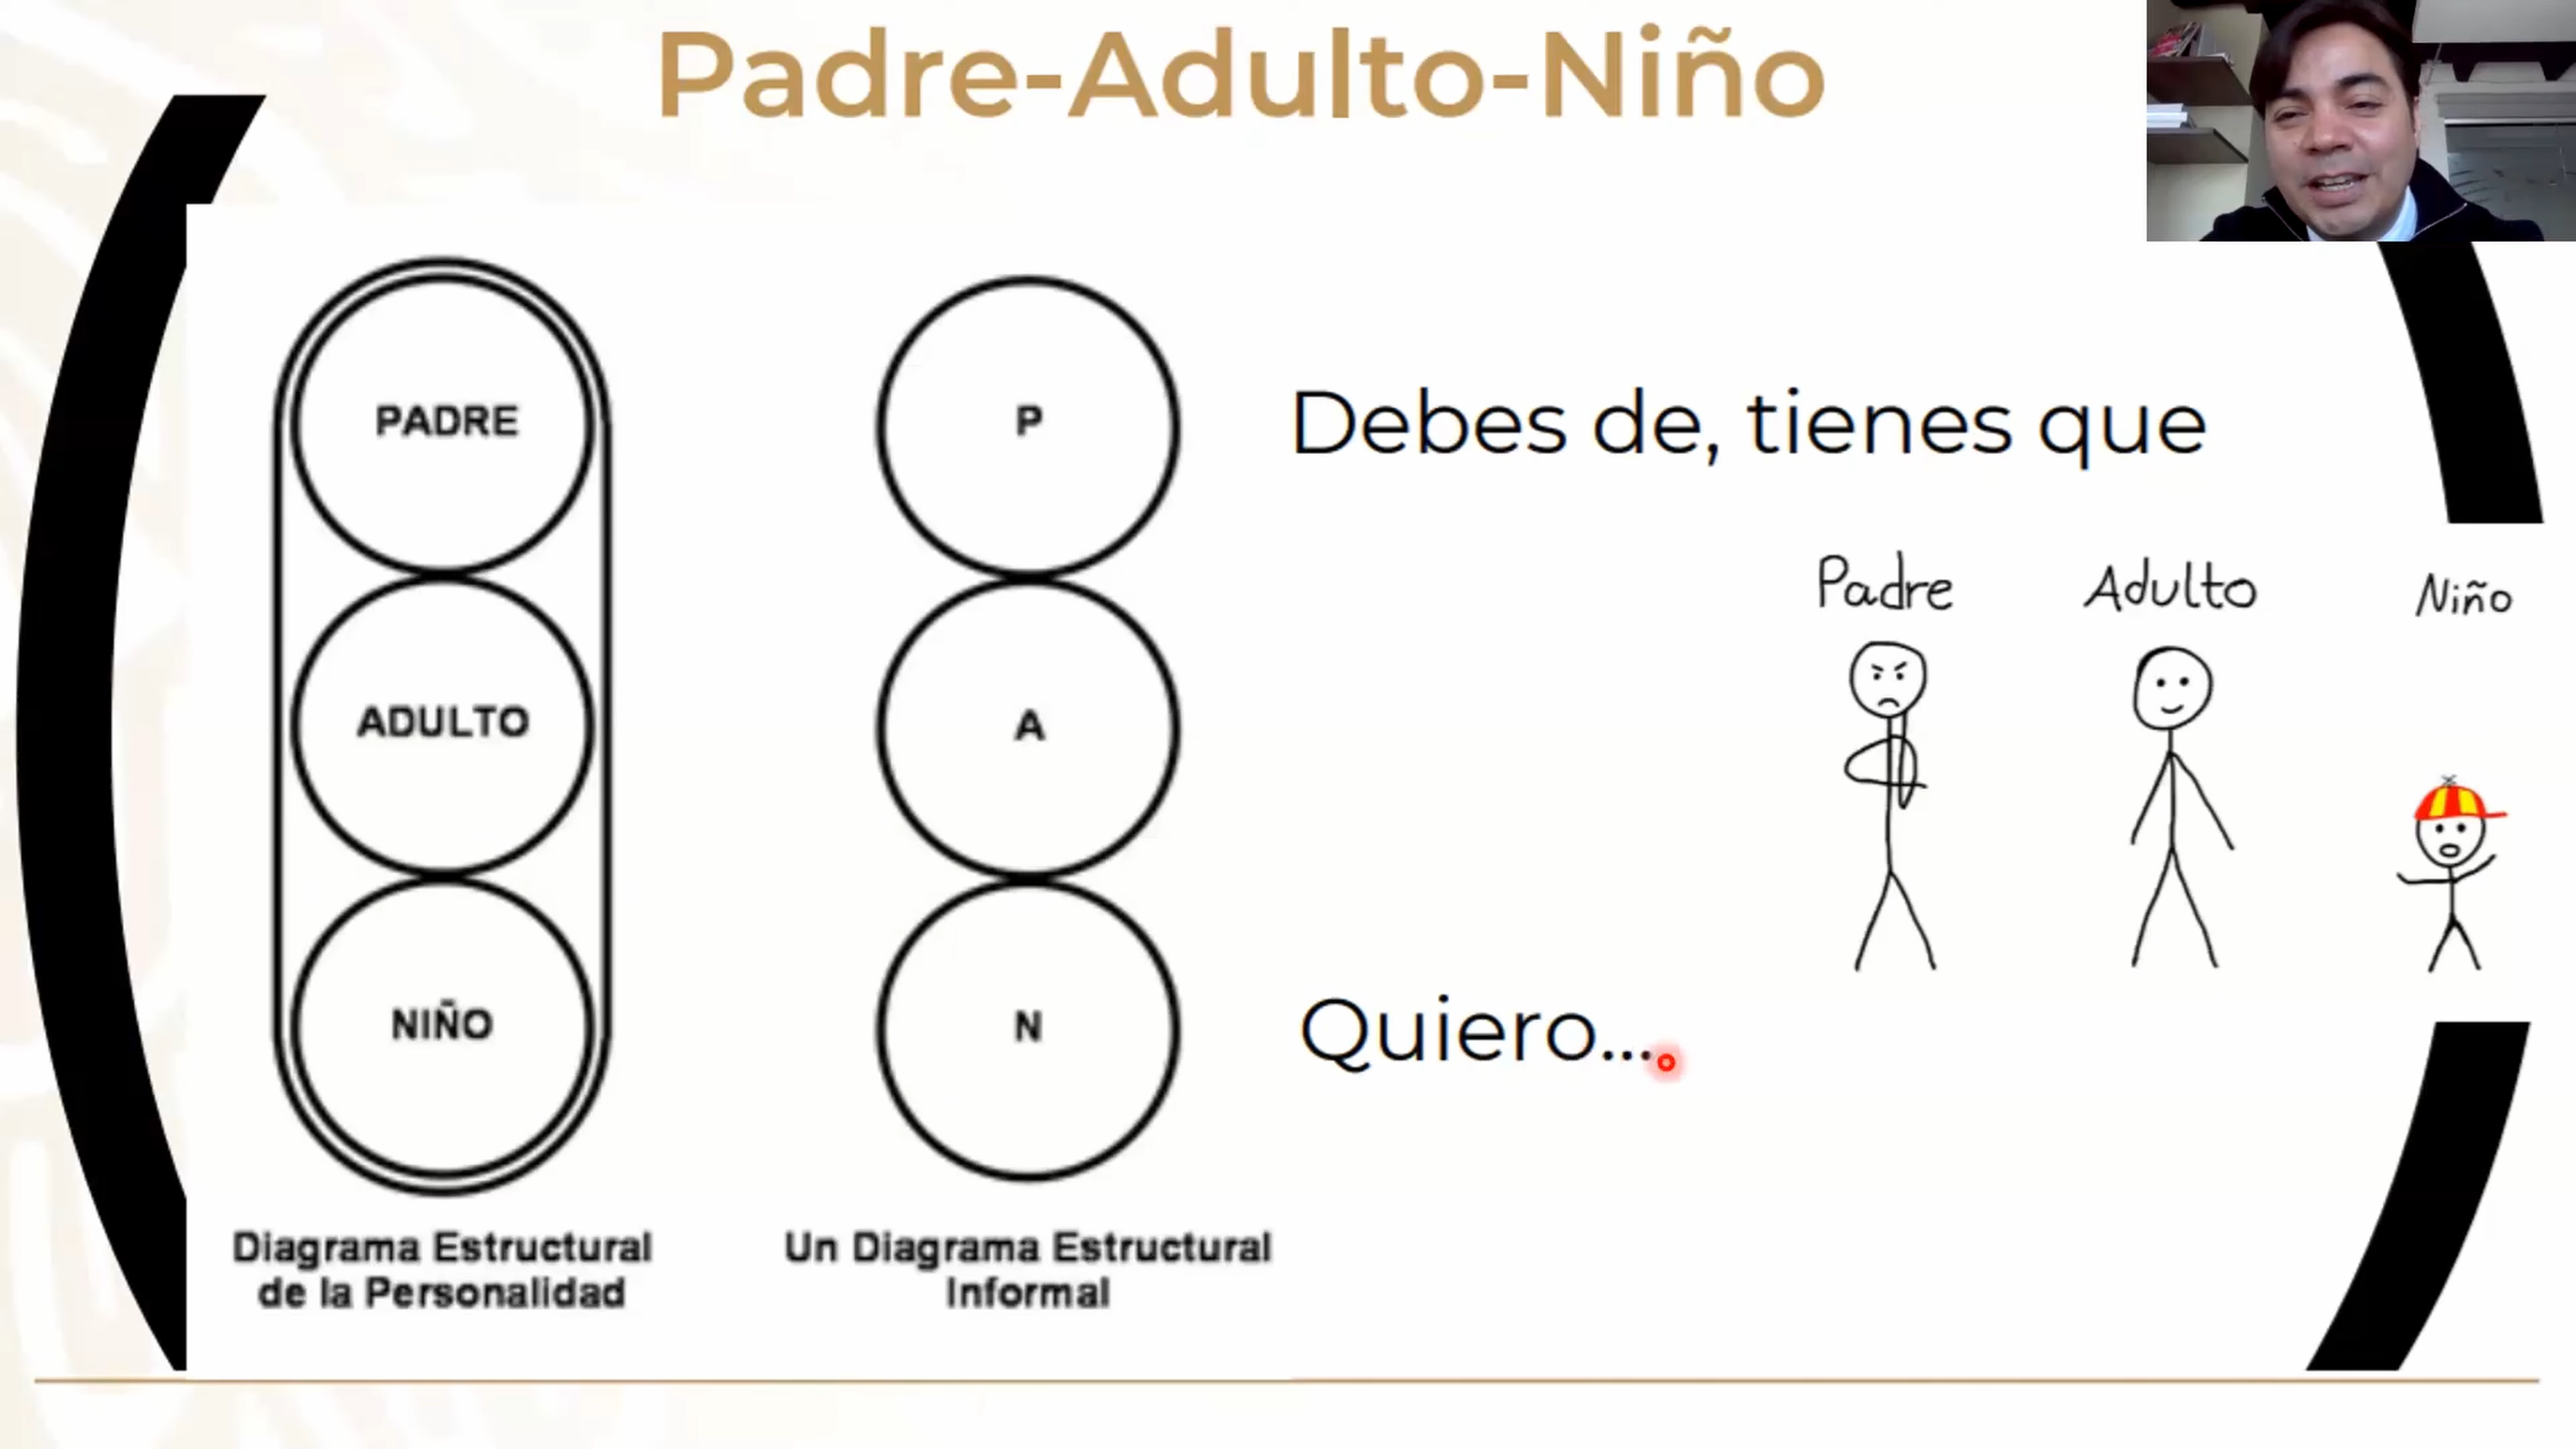 Padre-Adulto-Niño
PADRE
ADULTO
NIÑO
Diagrama Estructural
de la Personalidad
P
A
N
Un Diagrama Estructural
Informal
Debes de, tienes que
Quiero...
Padre
Adulto
Niño